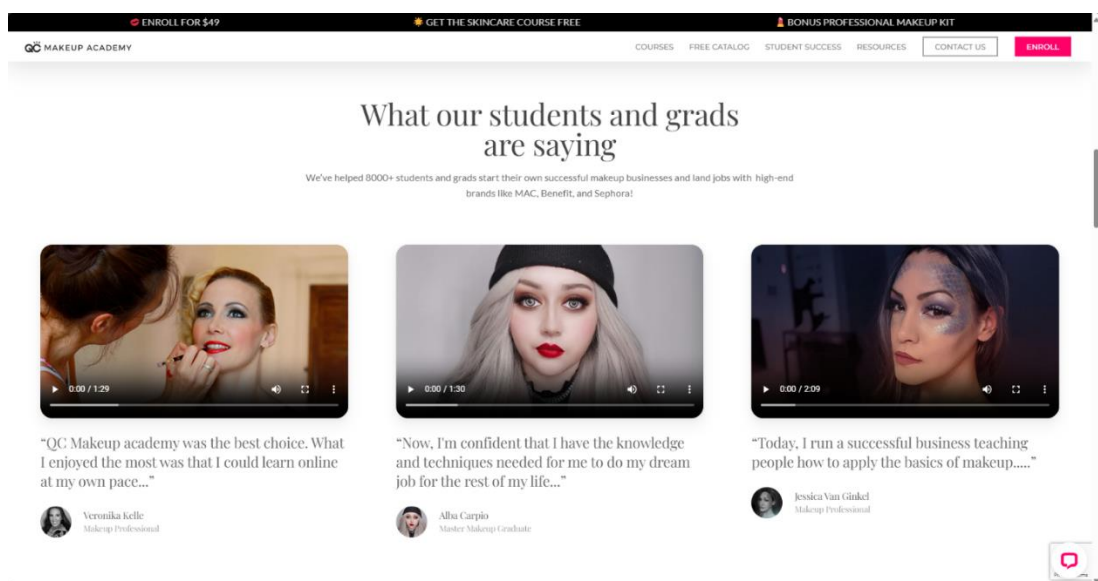 💋 ENROLL FOR $49
☀️ GET THE SKINCARE COURSE FREE
💄 BONUS PROFESSIONAL MAKEUP KIT
QC MAKEUP ACADEMY
COURSES
FREE CATALOG
STUDENT SUCCESS
RESOURCES
CONTACT US
ENROLL
What our students and grads
are saying
We've helped 8000+ students and grads start their own successful makeup businesses and land jobs with high-end
brands like MAC, Benefit, and Sephora!
0:00 / 1:29
0:00 / 1:30
0:00 / 2:09
“QC Makeup academy was the best choice. What
I enjoyed the most was that I could learn online
at my own pace...”
Veronika Kelle
Makeup Professional
“Now, I'm confident that I have the knowledge
and techniques needed for me to do my dream
job for the rest of my life...”
Alba Carpio
Master Makeup Graduate
“Today, I run a successful business teaching
people how to apply the basics of makeup.....”
Jessica Van Ginkel
Makeup Professional